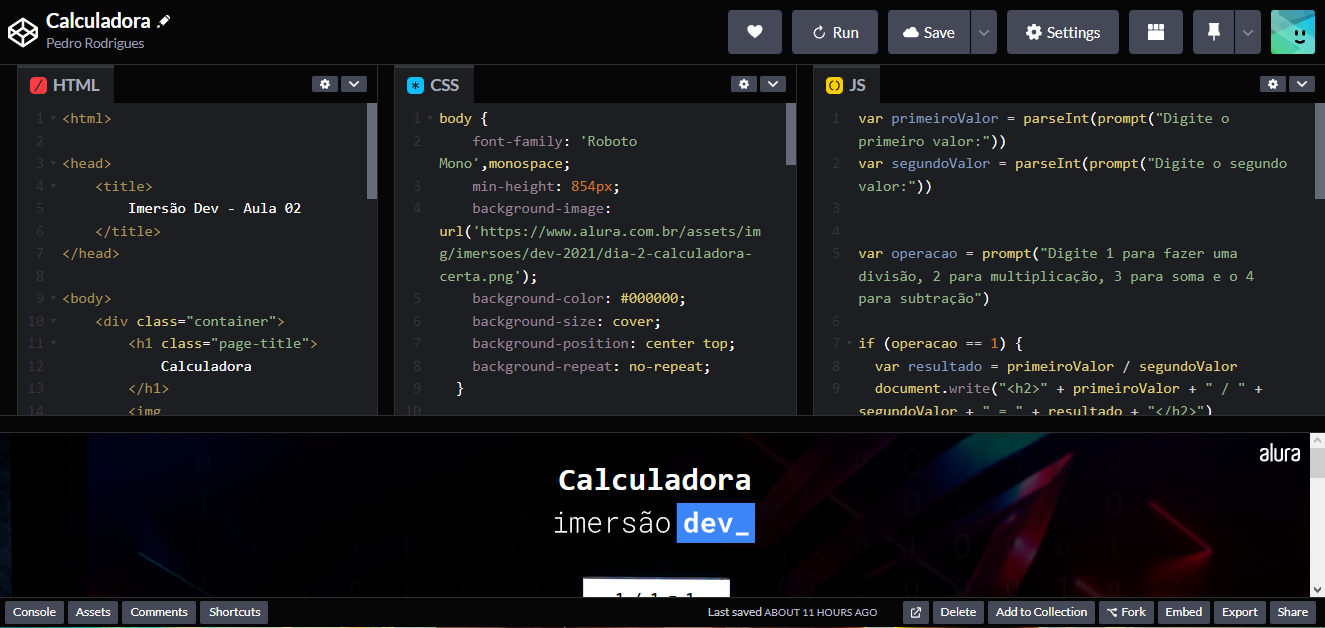 Calculadora
Pedro Rodrigues
Run
Save
Settings
HTML
1 <html>
2
3 <head>
4 <title>
5 Imersão Dev - Aula 02
6 </title>
7 </head>
8
9 <body>
10 <div class="container">
11 <h1 class="page-title">
12 Calculadora
13 </h1>
14 <img
CSS
1 body {
2 font-family: 'Roboto
Mono',monospace;
3 min-height: 854px;
4 background-image:
url('https://www.alura.com.br/assets/im
g/imersoes/dev-2021/dia-2-calculadora-
certa.png');
5 background-color: #000000;
6 background-size: cover;
7 background-position: center top;
8 background-repeat: no-repeat;
9 }
10
JS
1 var primeiroValor = parseInt(prompt("Digite o
primeiro valor:"))
2 var segundoValor = parseInt(prompt("Digite o segundo
valor:"))
3
4
5 var operacao = prompt("Digite 1 para fazer uma
divisão, 2 para multiplicação, 3 para soma e o 4
para subtração")
6
7 if (operacao == 1) {
8 var resultado = primeiroValor / segundoValor
9 document.write("<h2>" + primeiroValor + " / " +
segundoValor + " = " + resultado + "</h2>")
alura
Calculadora
imersão dev_
1 / 1 = 1
Console
Assets
Comments
Shortcuts
Last saved ABOUT 11 HOURS AGO
Delete
Add to Collection
Fork
Embed
Export
Share